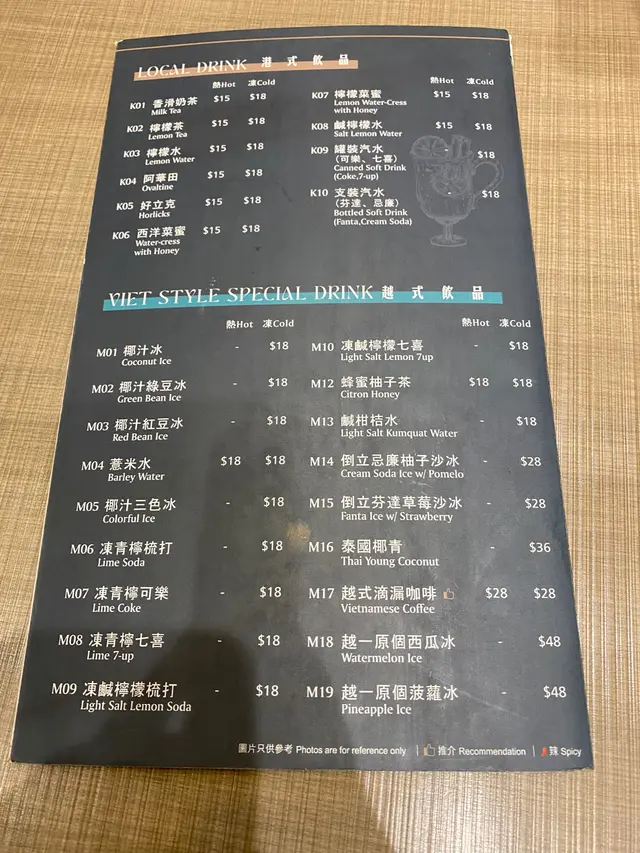 LOCAL DRINK 港式飲品
熱Hot 凍Cold
K01 香滑奶茶 $15 $18
Milk Tea
K02 檸檬茶 $15 $18
Lemon Tea
K03 檸檬水 $15 $18
Lemon Water
K04 阿華田 $15 $18
Ovaltine
K05 好立克 $15 $18
Horlicks
K06 西洋菜蜜 $15 $18
Water-cress
with Honey
熱Hot 凍Cold
K07 檸檬菜蜜 $15 $18
Lemon Water-Cress
with Honey
K08 鹹檸檬水 $15 $18
Salt Lemon Water
K09 罐裝汽水 - $18
(可樂、七喜)
Canned Soft Drink
(Coke,7-up)
K10 支裝汽水 - $18
(芬達、忌廉)
Bottled Soft Drink
(Fanta,Cream Soda)
VIET STYLE SPECIAL DRINK 越式飲品
熱Hot 凍Cold
M01 椰汁冰 - $18
Coconut Ice
M02 椰汁綠豆冰 - $18
Green Bean Ice
M03 椰汁紅豆冰 - $18
Red Bean Ice
M04 薏米水 $18 $18
Barley Water
M05 椰汁三色冰 - $18
Colorful Ice
M06 凍青檸梳打 - $18
Lime Soda
M07 凍青檸可樂 - $18
Lime Coke
M08 凍青檸七喜 - $18
Lime 7-up
M09 凍鹹檸檬梳打 - $18
Light Salt Lemon Soda
熱Hot 凍Cold
M10 凍鹹檸檬七喜 - $18
Light Salt Lemon 7up
M12 蜂蜜柚子茶 $18 $18
Citron Honey
M13 鹹柑桔水 - $18
Light Salt Kumquat Water
M14 倒立忌廉柚子沙冰 - $28
Cream Soda Ice w/ Pomelo
M15 倒立芬達草莓沙冰 - $28
Fanta Ice w/ Strawberry
M16 泰國椰青 - $36
Thai Young Coconut
M17 越式滴漏咖啡 $28 $28
Vietnamese Coffee
M18 越一原個西瓜冰 - $48
Watermelon Ice
M19 越一原個菠蘿冰 - $48
Pineapple Ice
圖片只供參考 Photos are for reference only | 推介 Recommendation | 辣 Spicy